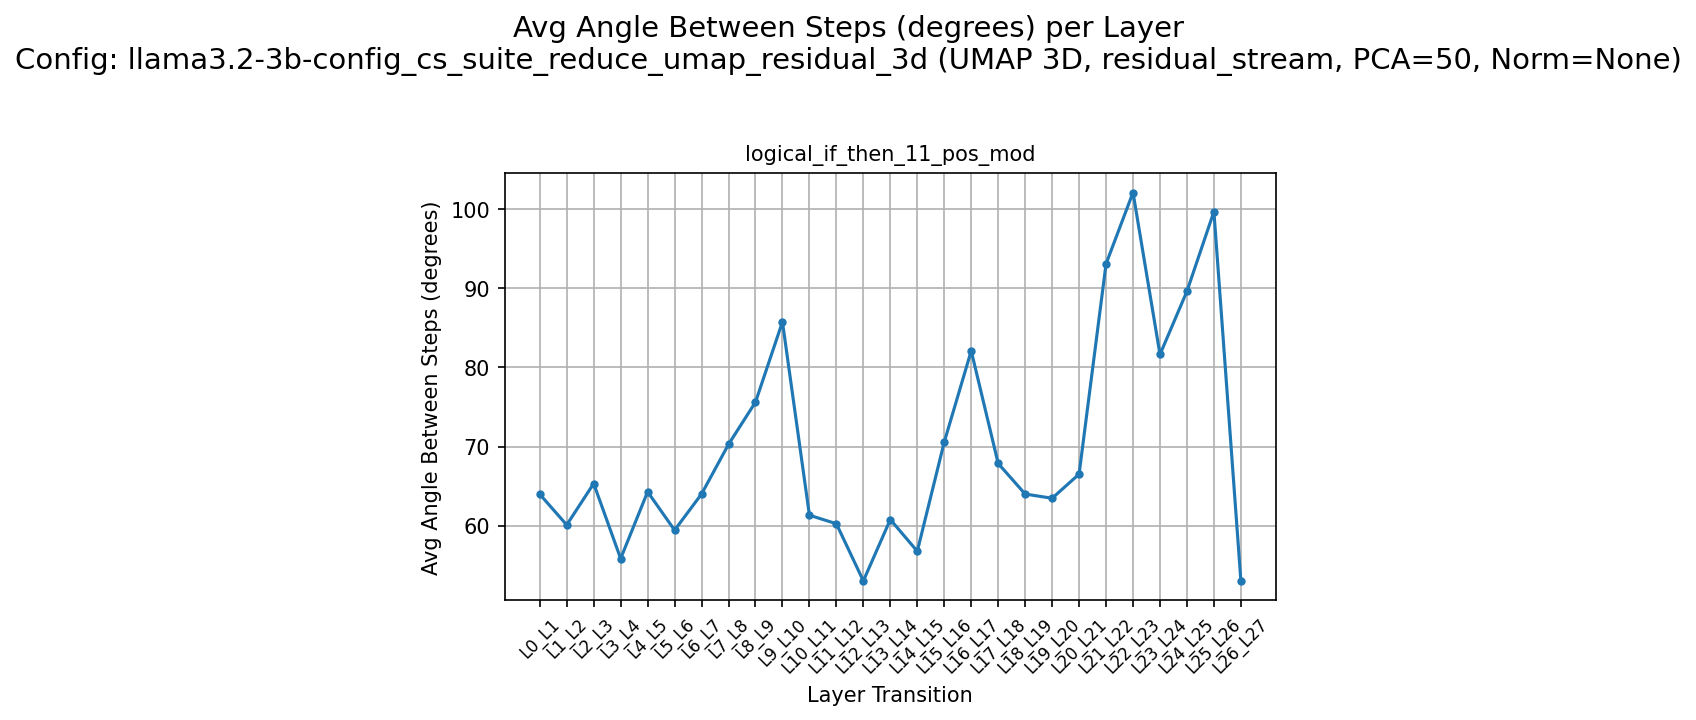 Avg Angle Between Steps (degrees) per Layer
Config: llama3.2-3b-config_cs_suite_reduce_umap_residual_3d (UMAP 3D, residual_stream, PCA=50, Norm=None)
logical_if_then_11_pos_mod
Avg Angle Between Steps (degrees)
100
90
80
70
60
L0_L1
L1_L2
L2_L3
L3_L4
L4_L5
L5_L6
L6_L7
L7_L8
L8_L9
L9_L10
L10_L11
L11_L12
L12_L13
L13_L14
L14_L15
L15_L16
L16_L17
L17_L18
L18_L19
L19_L20
L20_L21
L21_L22
L22_L23
L23_L24
L24_L25
L25_L26
L26_L27
Layer Transition